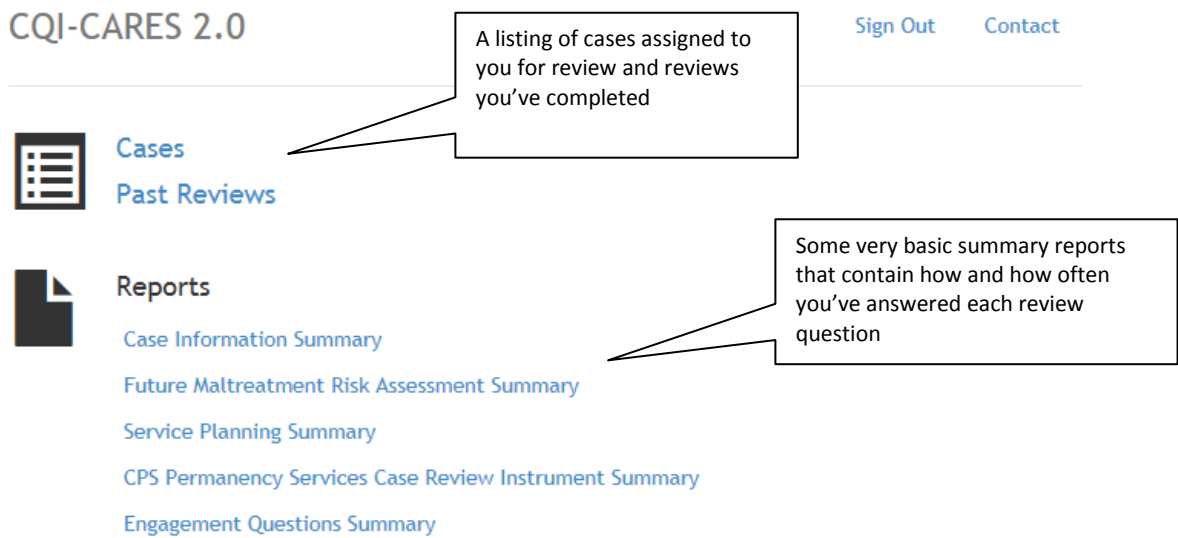 CQI-CARES 2.0
Sign Out Contact
A listing of cases assigned to
you for review and reviews
you’ve completed
Cases
Past Reviews
Some very basic summary reports
that contain how and how often
you’ve answered each review
question
Reports
Case Information Summary
Future Maltreatment Risk Assessment Summary
Service Planning Summary
CPS Permanency Services Case Review Instrument Summary
Engagement Questions Summary